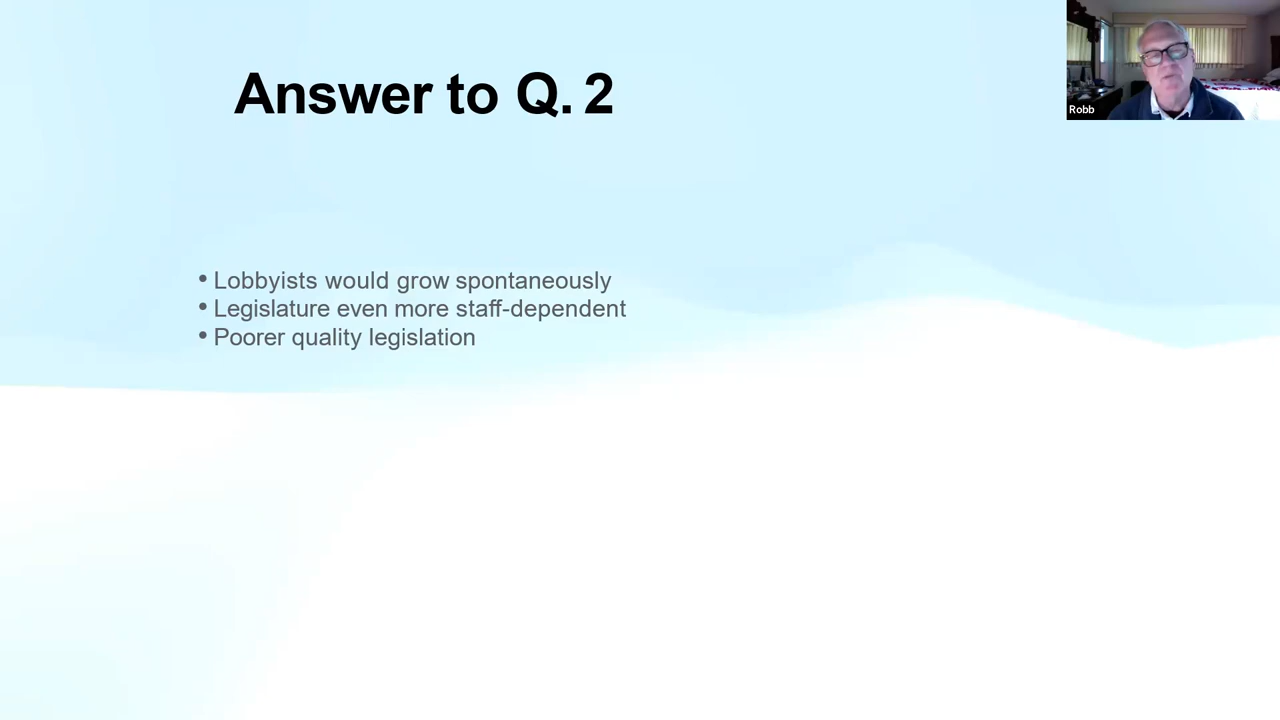 Answer to Q. 2
Robb
• Lobbyists would grow spontaneously
• Legislature even more staff-dependent
• Poorer quality legislation